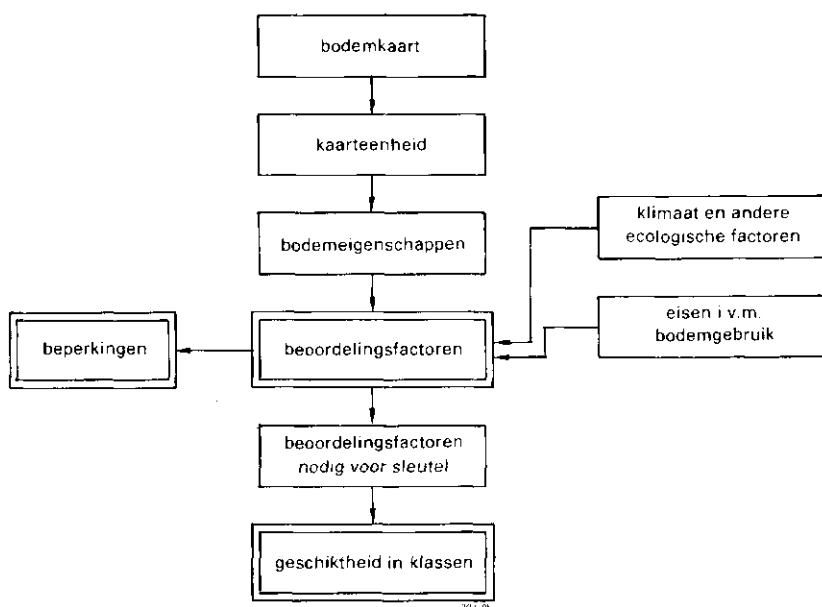 bodemkaart
kaarteenheid
bodemeigenschappen
klimaat en andere
ecologische factoren
eisen i v.m.
bodemgebruik
beperkingen
beoordelingsfactoren
beoordelingsfactoren
nodig voor sleutel
geschiktheid in klassen